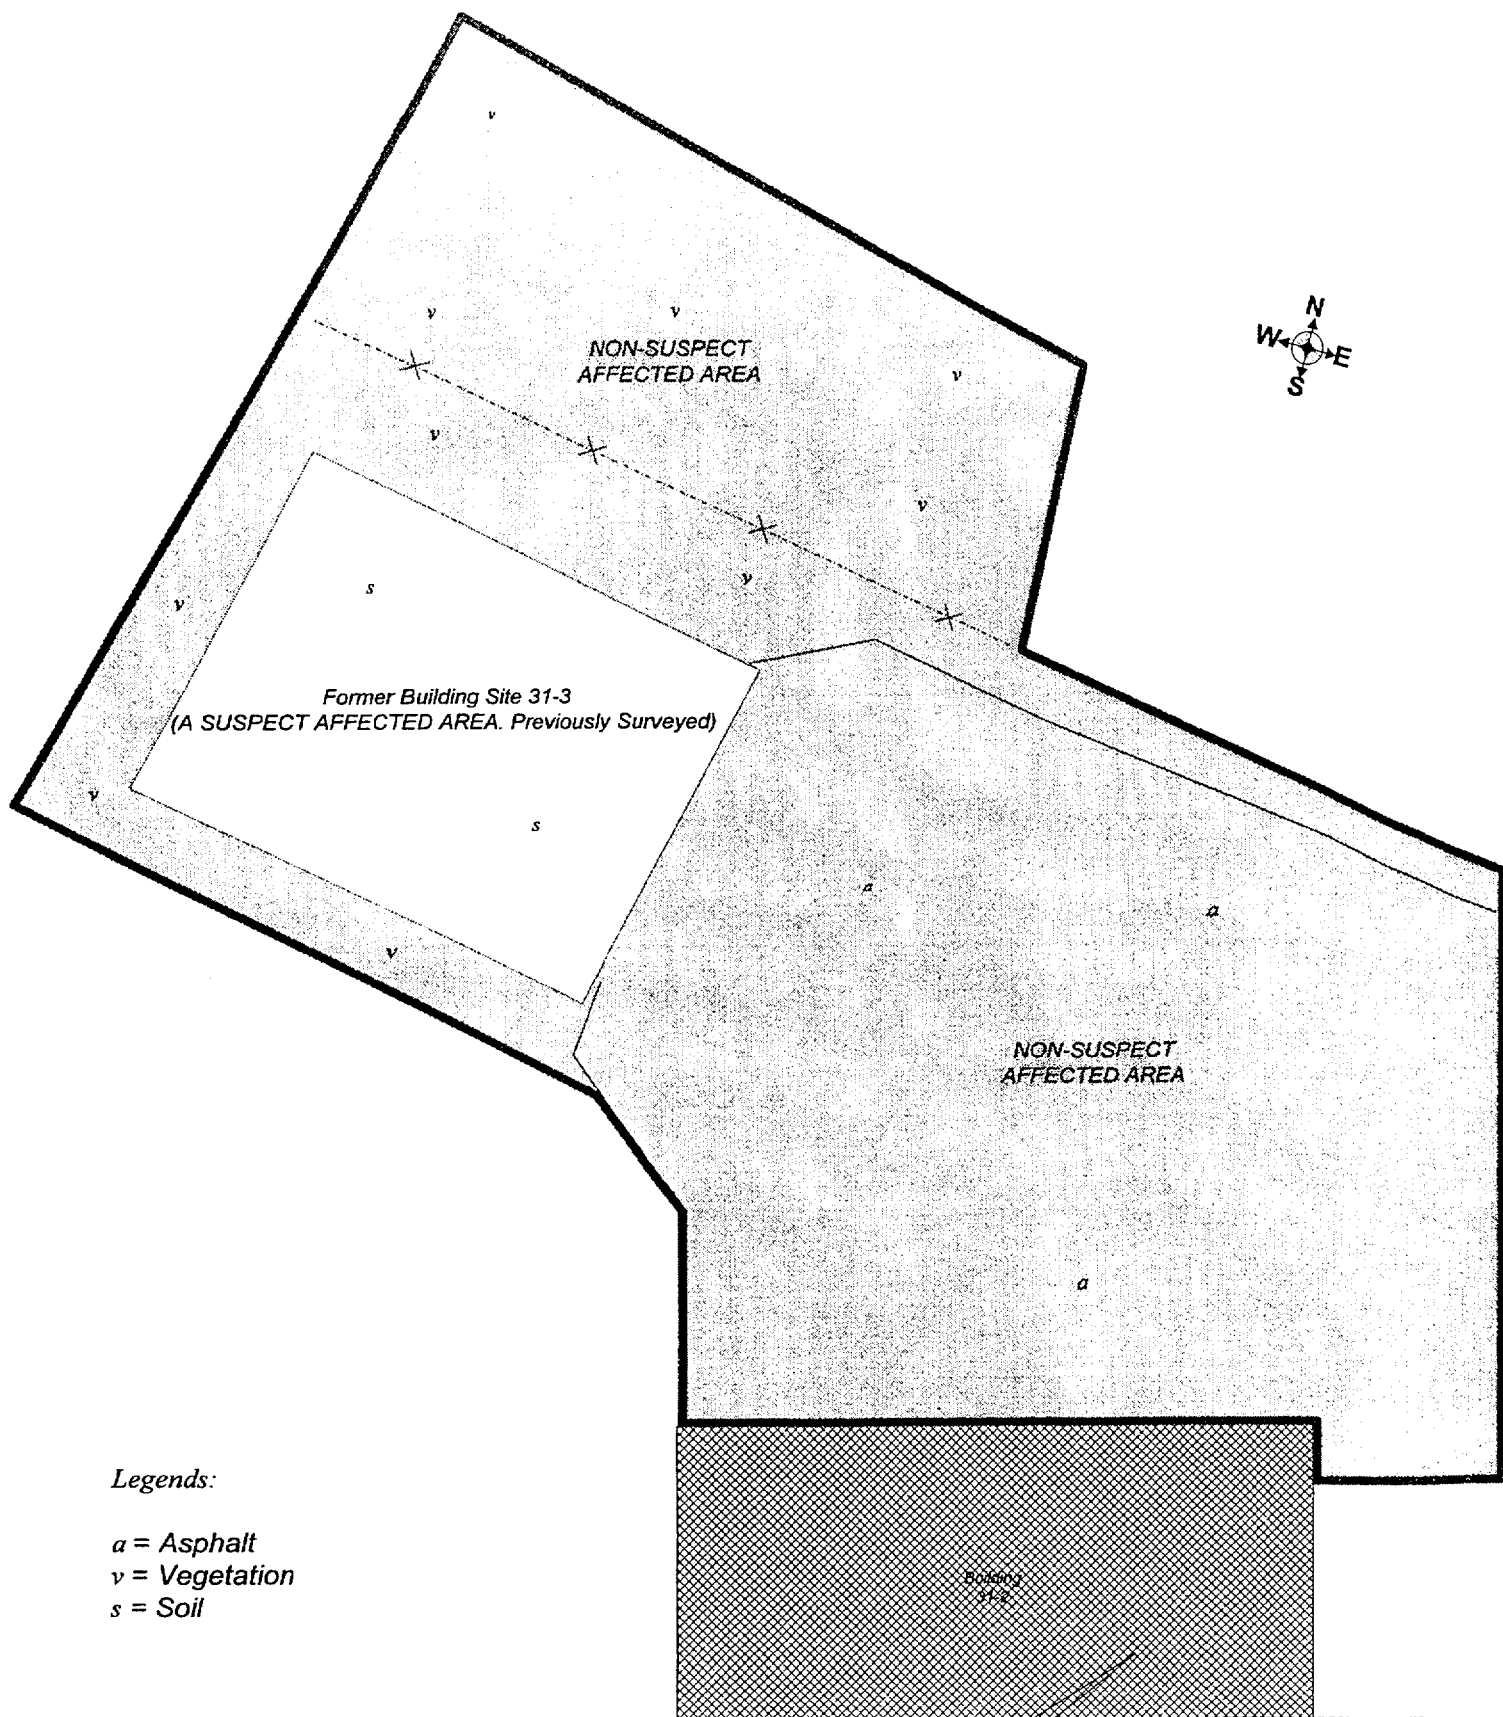 v
v
v
NON-SUSPECT
AFFECTED AREA
v
N
W
E
S
v
v
v
s
v
Former Building Site 31-3
(A SUSPECT AFFECTED AREA. Previously Surveyed)
v
s
a
a
v
NON-SUSPECT
AFFECTED AREA
a
Legends:
a = Asphalt
v = Vegetation
s = Soil
Building
31-2